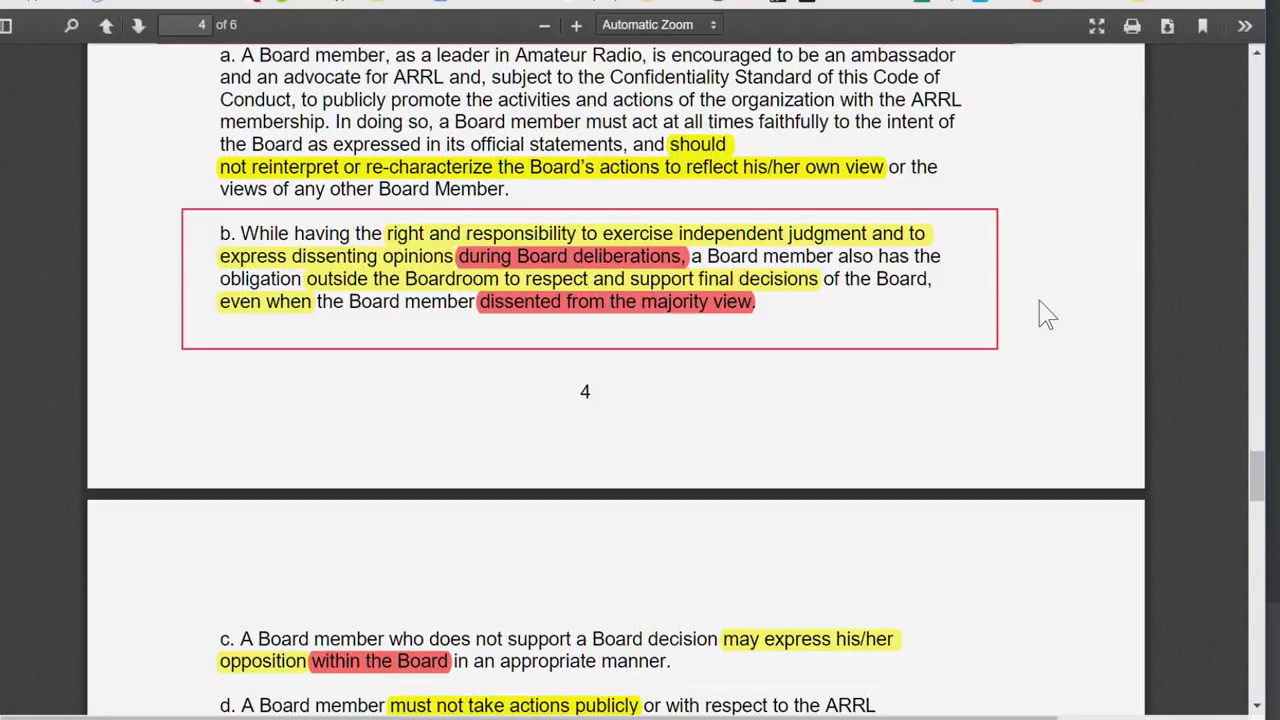 4 of 6
Automatic Zoom
a. A Board member, as a leader in Amateur Radio, is encouraged to be an ambassador
and an advocate for ARRL and, subject to the Confidentiality Standard of this Code of
Conduct, to publicly promote the activities and actions of the organization with the ARRL
membership. In doing so, a Board member must act at all times faithfully to the intent of
the Board as expressed in its official statements, and should
not reinterpret or re-characterize the Board's actions to reflect his/her own view or the
views of any other Board Member.
b. While having the right and responsibility to exercise independent judgment and to
express dissenting opinions during Board deliberations, a Board member also has the
obligation outside the Boardroom to respect and support final decisions of the Board,
even when the Board member dissented from the majority view.
4
c. A Board member who does not support a Board decision may express his/her
opposition within the Board in an appropriate manner.
d. A Board member must not take actions publicly or with respect to the ARRL